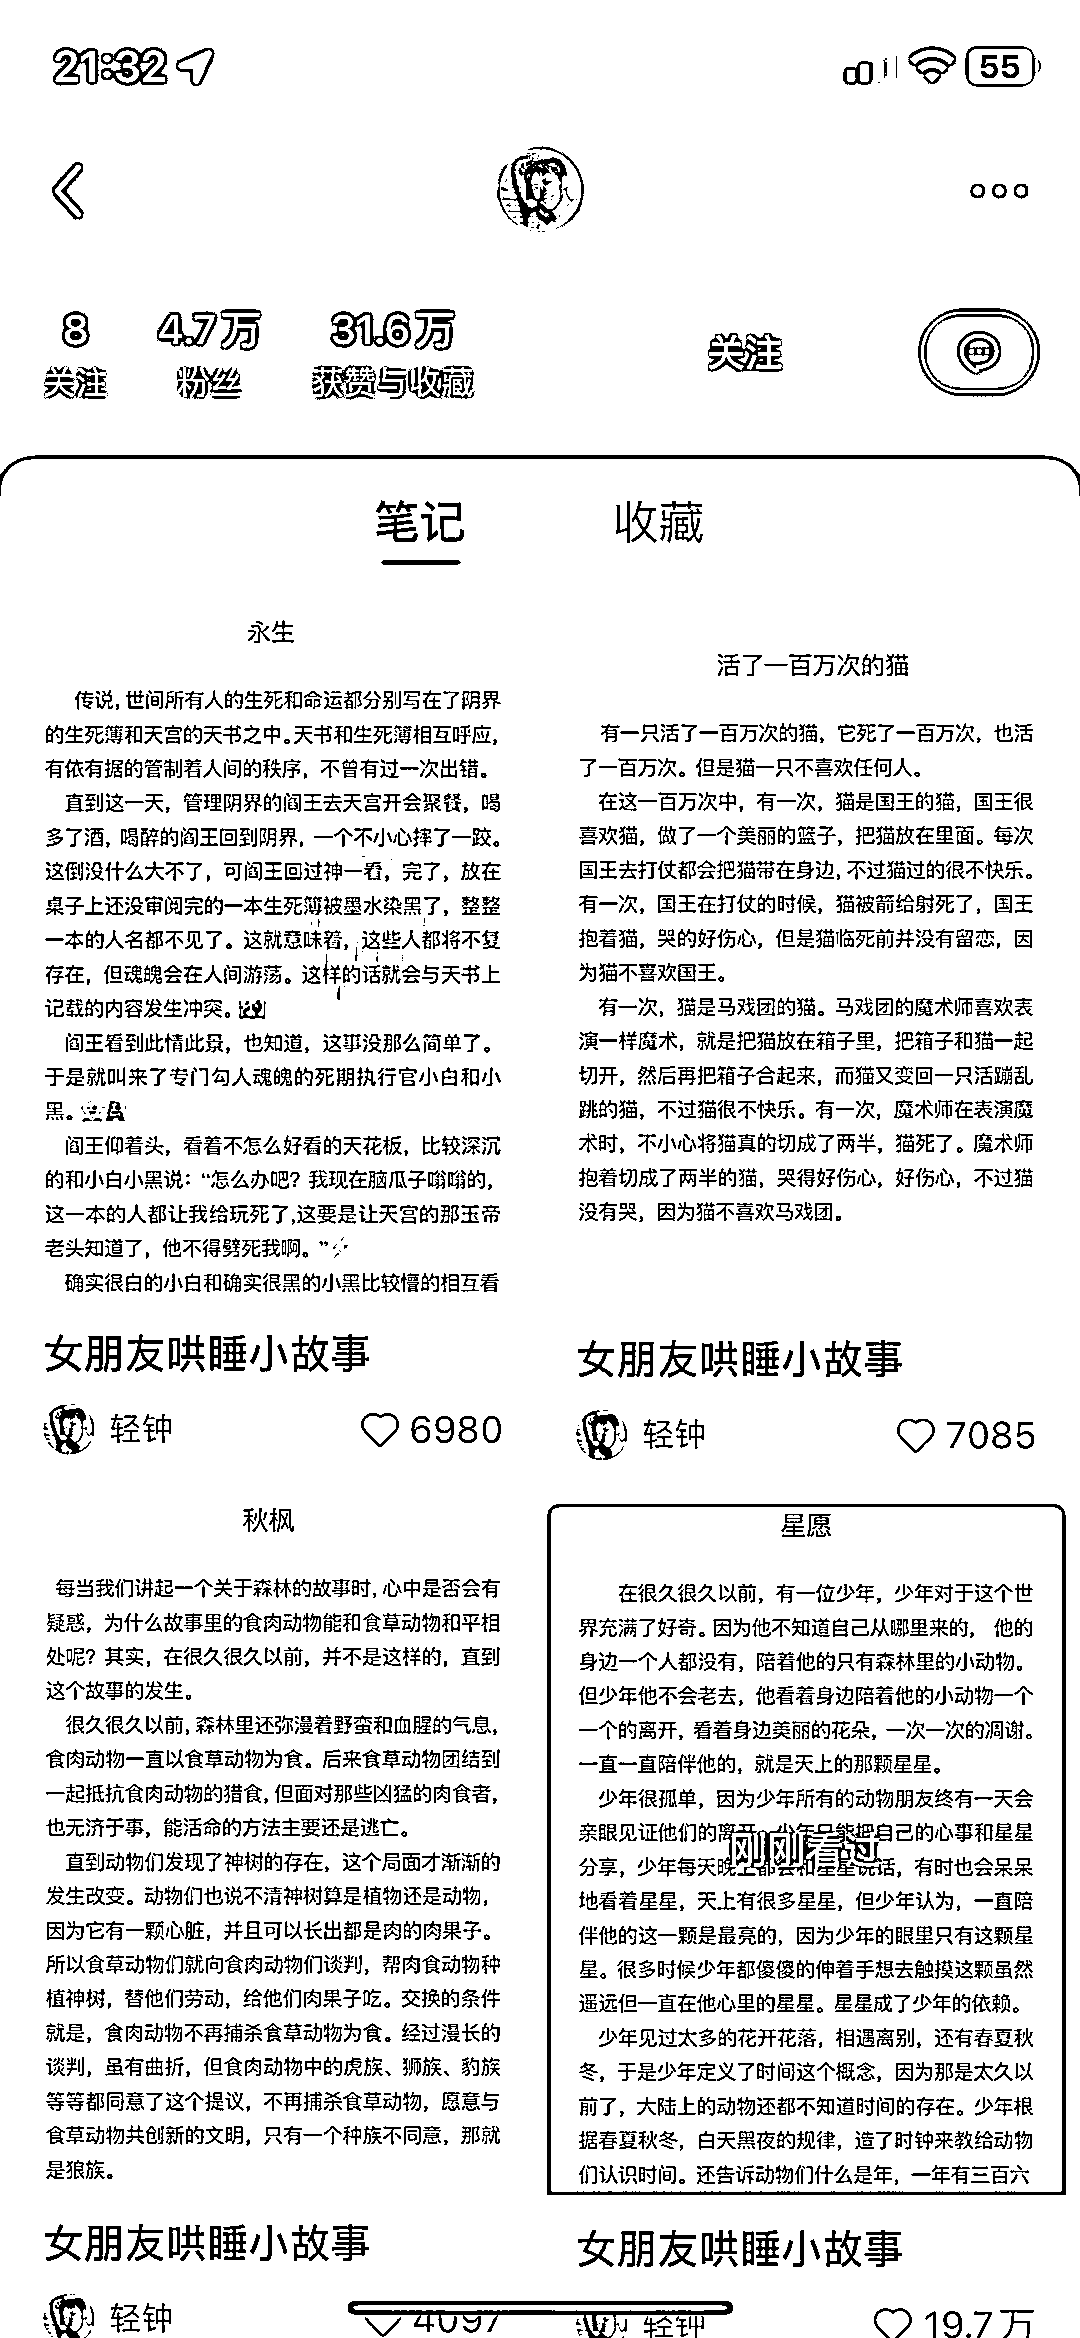 21:32
55
8
4.7万
31.6万
关注
粉丝
获赞与收藏
关注
笔记
收藏
永生
传说，世间所有人的生死和命运都分别写在了阴界
的生死薄和天宫的天书之中。天书和生死薄相互呼应，
有依有据的管制着人间的秩序，不曾有过一次出错。
直到这一天，管理阴界的阎王去天宫开会聚餐，喝
多了酒，喝醉的阎王回到阴界，一个不小心摔了一跤。
这倒没什么大不了，可阎王回过神一看，完了，放在
桌子上还没审阅完的一本生死薄被墨水染黑了，整整
一本的人名都不见了。这就意味着，这些人都将不复
存在，但魂魄会在人间游荡。这样的话就会与天书上
记载的内容发生冲突。
阎王看到此情此景，也知道，这事没那么简单了。
于是就叫来了专门勾人魂魄的死期执行官小白和小
黑。
阎王仰着头，看着不怎么好看的天花板，比较深沉
的和小白小黑说：“怎么办吧？我现在脑瓜子嗡嗡的，
这一本的人都让我给玩死了,这要是让天宫的那玉帝
老头知道了，他不得劈死我啊。”
确实很白的小白和确实很黑的小黑比较懵的相互看
女朋友哄睡小故事
轻钟
6980
活了一百万次的猫
有一只活了一百万次的猫，它死了一百万次，也活
了一百万次。但是猫一只不喜欢任何人。
在这一百万次中，有一次，猫是国王的猫，国王很
喜欢猫，做了一个美丽的篮子，把猫放在里面。每次
国王去打仗都会把猫带在身边，不过猫过的很不快乐。
有一次，国王在打仗的时候，猫被箭给射死了，国王
抱着猫，哭的好伤心，但是猫临死前并没有留恋，因
为猫不喜欢国王。
有一次，猫是马戏团的猫。马戏团的魔术师喜欢表
演一样魔术，就是把猫放在箱子里，把箱子和猫一起
切开，然后再把箱子合起来，而猫又变回一只活蹦乱
跳的猫，不过猫很不快乐。有一次，魔术师在表演魔
术时，不小心将猫真的切成了两半，猫死了。魔术师
抱着切成了两半的猫，哭得好伤心，好伤心，不过猫
没有哭，因为猫不喜欢马戏团。
女朋友哄睡小故事
轻钟
7085
秋枫
每当我们讲起一个关于森林的故事时，心中是否会有
疑惑，为什么故事里的食肉动物能和食草动物和平相
处呢？其实，在很久很久以前，并不是这样的，直到
这个故事的发生。
很久很久以前，森林里还弥漫着野蛮和血腥的气息，
食肉动物一直以食草动物为食。后来食草动物团结到
一起抵抗食肉动物的猎食，但面对那些凶猛的肉食者，
也无济于事，能活命的方法主要还是逃亡。
直到动物们发现了神树的存在，这个局面才渐渐的
发生改变。动物们也说不清神树算是植物还是动物，
因为它有一颗心脏，并且可以长出都是肉的肉果子。
所以食草动物们就向食肉动物们谈判，帮肉食动物种
植神树，替他们劳动，给他们肉果子吃。交换的条件
就是，食肉动物不再捕杀食草动物为食。经过漫长的
谈判，虽有曲折，但食肉动物中的虎族、狮族、豹族
等等都同意了这个提议，不再捕杀食草动物，愿意与
食草动物共创新的文明，只有一个种族不同意，那就
是狼族。
女朋友哄睡小故事
轻钟
4097
星愿
在很久很久以前，有一位少年，少年对于这个世
界充满了好奇。因为他不知道自己从哪里来的， 他的
身边一个人都没有，陪着他的只有森林里的小动物。
但少年他不会老去，他看着身边陪着他的小动物一个
一个的离开，看着身边美丽的花朵，一次一次的凋谢。
一直一直陪伴他的，就是天上的那颗星星。
少年很孤单，因为少年所有的动物朋友终有一天会
亲眼见证他们的离开。少年只能把自己的心事和星星
分享，少年每天晚上都会和星星说话，有时也会呆呆
刚刚看过
地看着星星，天上有很多星星，但少年认为，一直陪
伴他的这一颗是最亮的，因为少年的眼里只有这颗星
星。很多时候少年都傻傻的伸着手想去触摸这颗虽然
遥远但一直在他心里的星星。星星成了少年的依赖。
少年见过太多的花开花落，相遇离别，还有春夏秋
冬，于是少年定义了时间这个概念，因为那是太久以
前了，大陆上的动物还都不知道时间的存在。少年根
据春夏秋冬，白天黑夜的规律，造了时钟来教给动物
们认识时间。还告诉动物们什么是年，一年有三百六
女朋友哄睡小故事
轻钟
19.7万